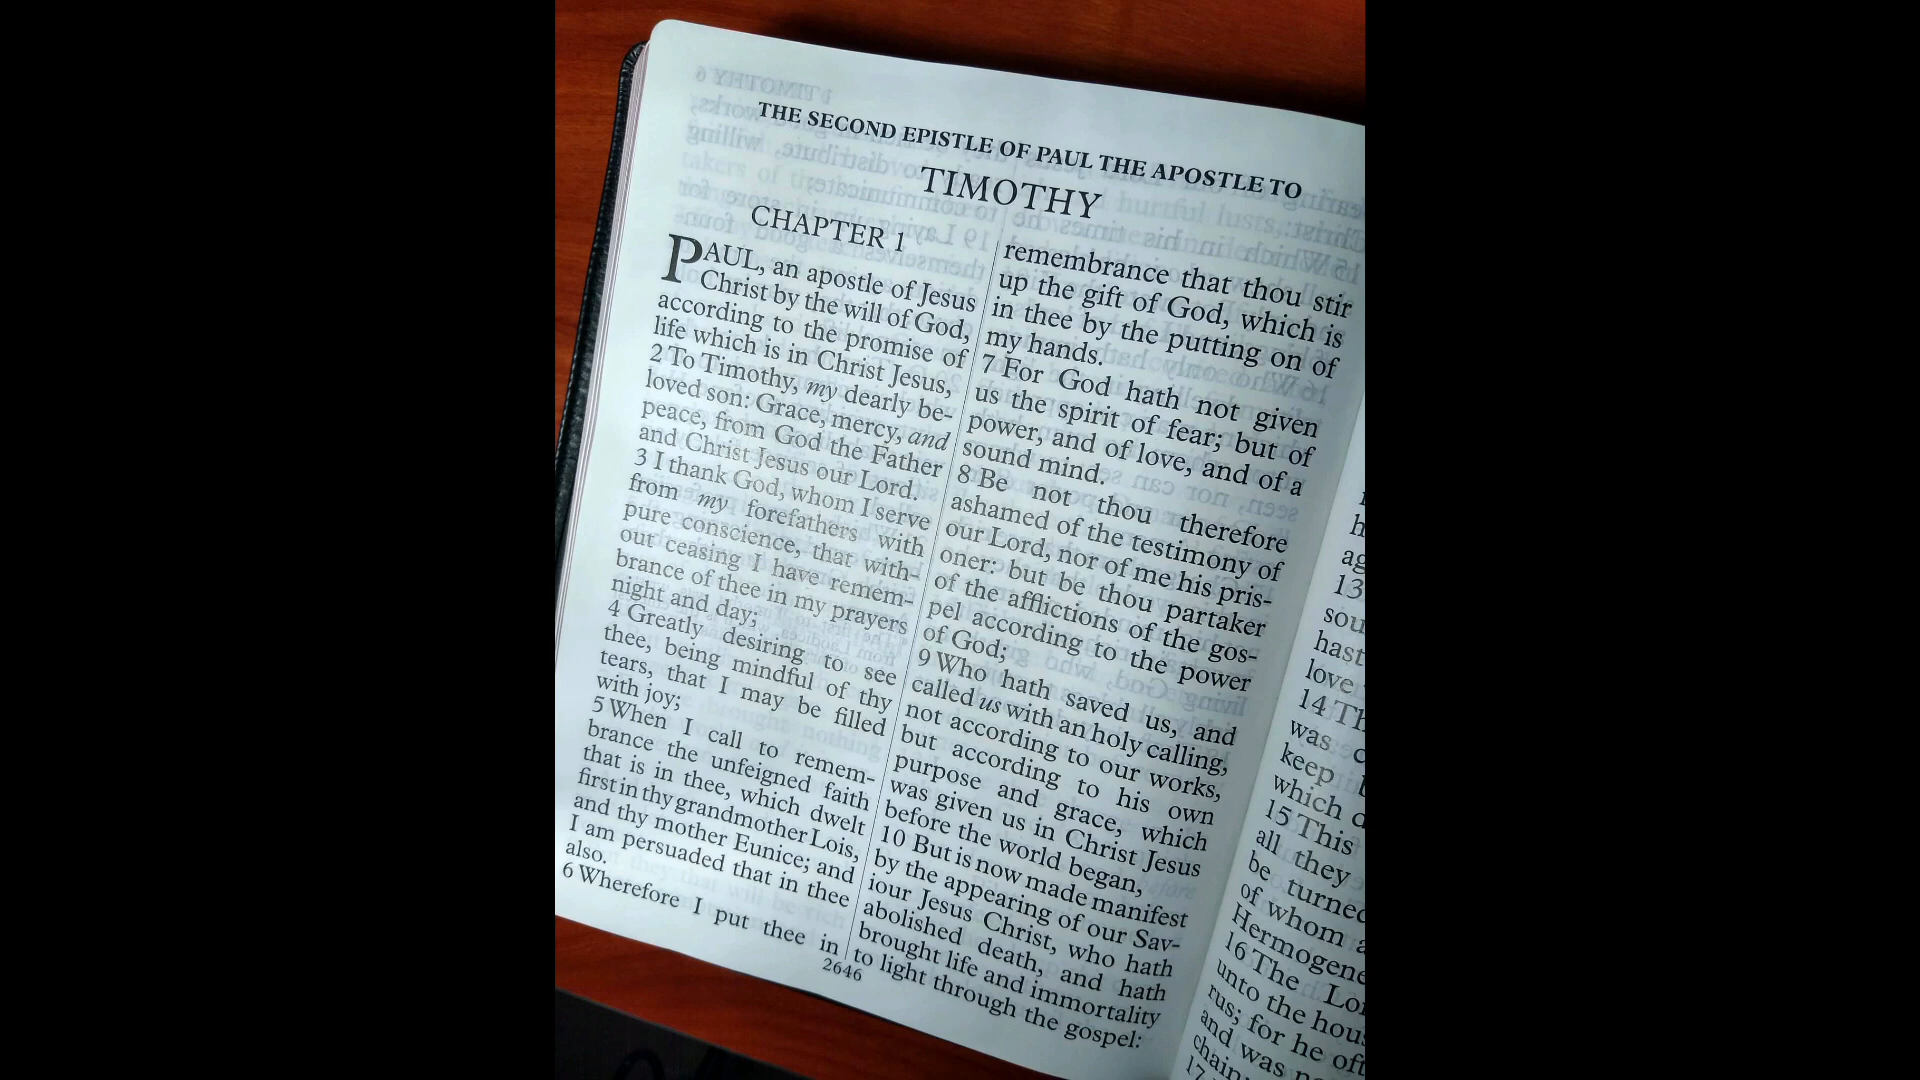 THE SECOND EPISTLE OF PAUL THE APOSTLE TO
TIMOTHY
CHAPTER 1
PAUL, an apostle of Jesus
Christ by the will of God,
according to the promise of
life which is in Christ Jesus,
2 To Timothy, my dearly be-
loved son: Grace, mercy, and
peace, from God the Father
and Christ Jesus our Lord.
3 I thank God, whom I serve
from my forefathers with
pure conscience, that with-
out ceasing I have remem-
brance of thee in my prayers
night and day;
4 Greatly desiring to see
thee, being mindful of thy
tears, that I may be filled
with joy;
5 When I call to remem-
brance the unfeigned faith
that is in thee, which dwelt
first in thy grandmother Lois,
and thy mother Eunice; and
I am persuaded that in thee
also.
6 Wherefore I put thee in
remembrance that thou stir
up the gift of God, which is
in thee by the putting on of
my hands.
7 For God hath not given
us the spirit of fear; but of
power, and of love, and of a
sound mind.
8 Be not thou therefore
ashamed of the testimony of
our Lord, nor of me his pris-
oner: but be thou partaker
of the afflictions of the gos-
pel according to the power
of God;
9 Who hath saved us, and
called us with an holy calling,
not according to our works,
but according to his own
purpose and grace, which
was given us in Christ Jesus
before the world began,
10 But is now made manifest
by the appearing of our Sav-
iour Jesus Christ, who hath
abolished death, and hath
brought life and immortality
to light through the gospel:
2646
13
sou
hast
love
14 Th
was c
keep
which d
15 This
all they
be turned
of whom a
Hermogene
16 The Lor
unto the hous
rus; for he oft
and was
chain:
17